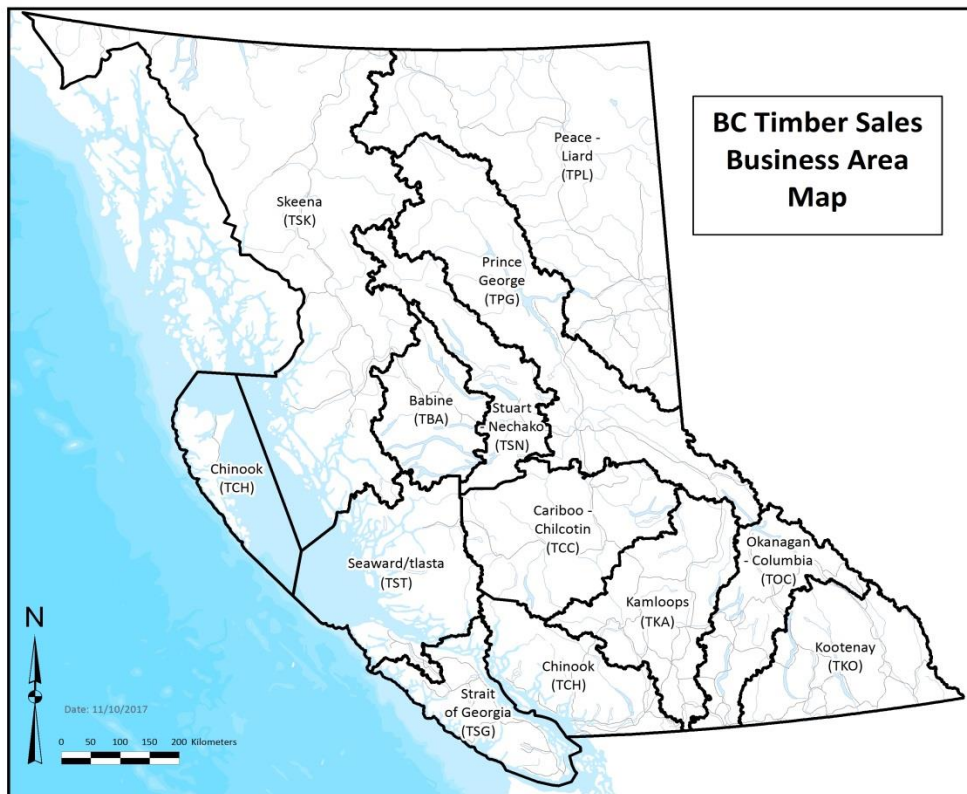 BC Timber Sales
Business Area
Map
Peace -
Liard
(TPL)
Skeena
(TSK)
Prince
George
(TPG)
Babine
(TBA)
Stuart
- Nechako
(TSN)
Chinook
(TCH)
Cariboo -
Chilcotin
(TCC)
Okanagan
- Columbia
(TOC)
Seaward/tlasta
(TST)
Kamloops
(TKA)
Kootenay
(TKO)
Chinook
(TCH)
Strait
of Georgia
(TSG)
N
Date: 11/10/2017
0 50 100 150 200 Kilometers